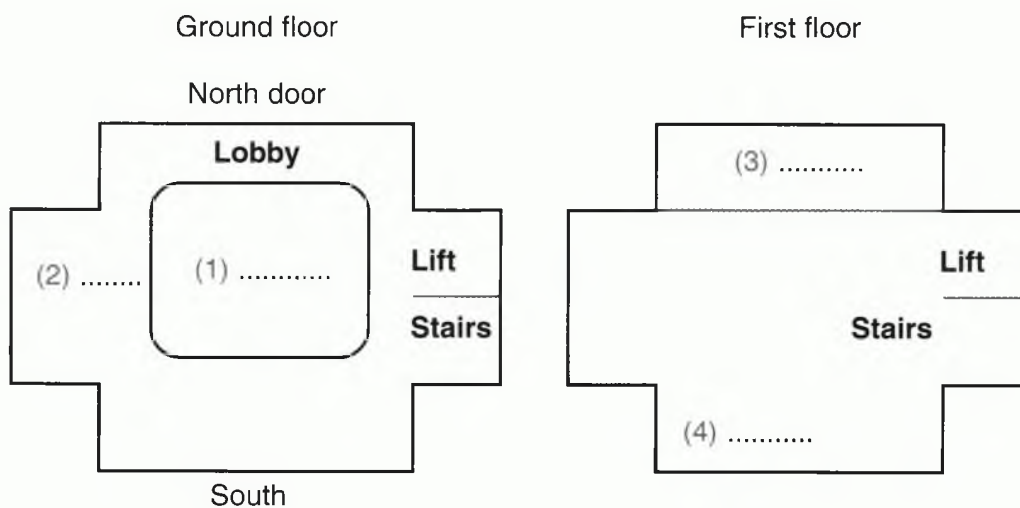 Ground floor
First floor
North door
Lobby
(3) ...........
(2) ........
(1) ............
Lift
Lift
Stairs
Stairs
(4) ...........
South